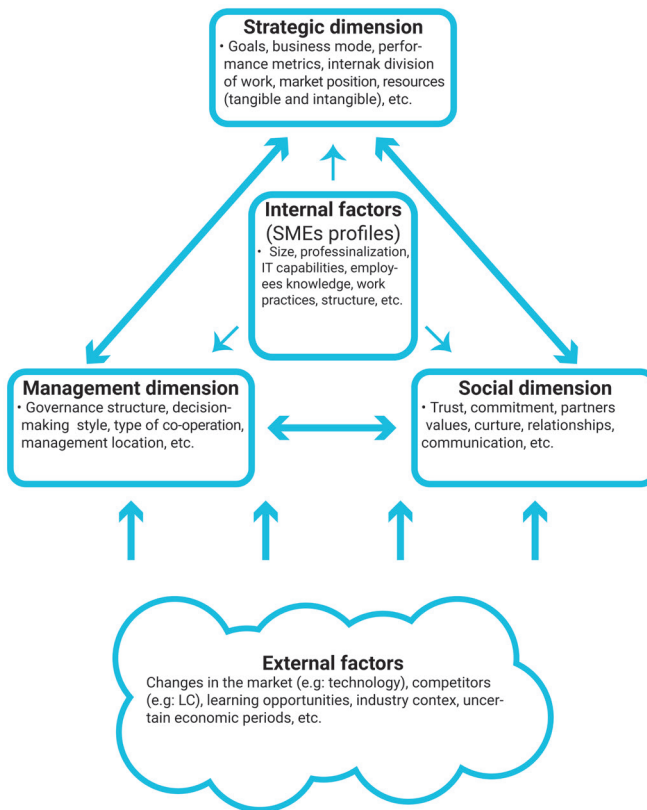 Strategic dimension
• Goals, business mode, perfor-
mance metrics, internak division
of work, market position, resources
(tangible and intangible), etc.
Internal factors
(SMEs profiles)
• Size, professinalization,
IT capabilities, employ-
ees knowledge, work
practices, structure, etc.
Management dimension
• Governance structure, decision-
making style, type of co-operation,
management location, etc.
Social dimension
• Trust, commitment, partners
values, curture, relationships,
communication, etc.
External factors
Changes in the market (e.g: technology), competitors
(e.g: LC), learning opportunities, industry contex, uncer-
tain economic periods, etc.